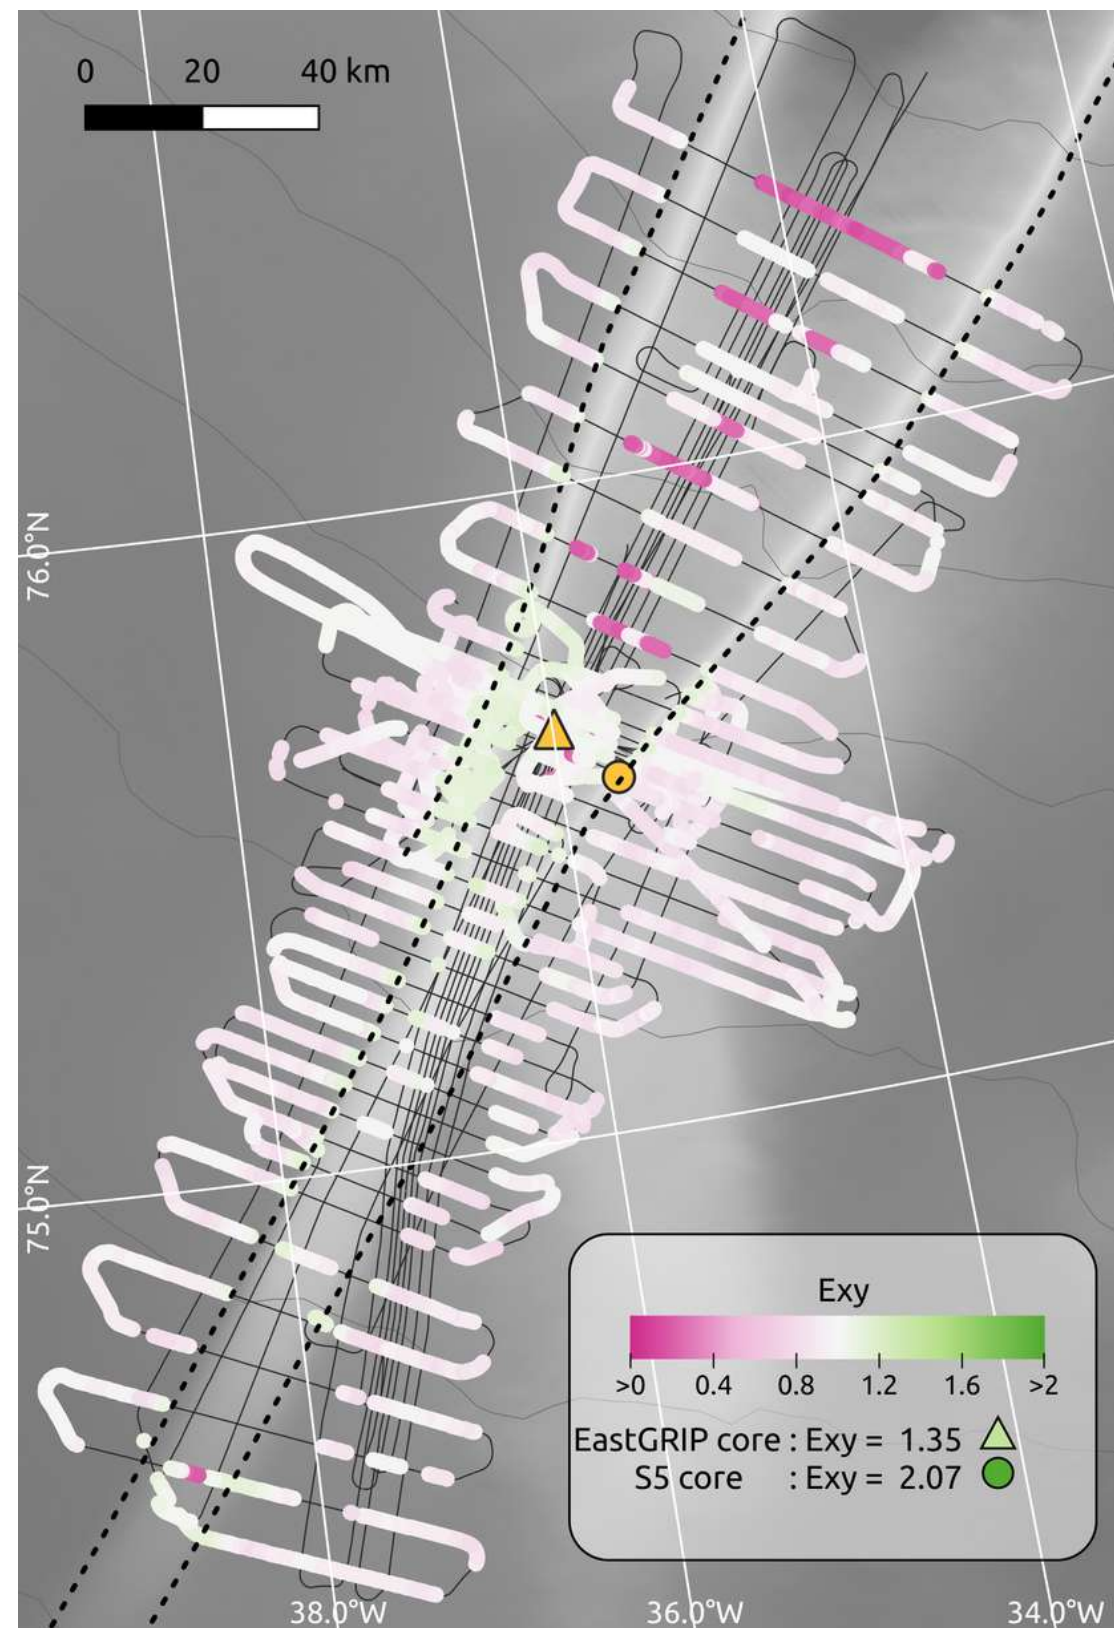 0 20 40 km
76.0°N
75.0°N
Exy
>0 0.4 0.8 1.2 1.6 >2
EastGRIP core : Exy = 1.35
S5 core : Exy = 2.07
38.0°W 36.0°W 34.0°W